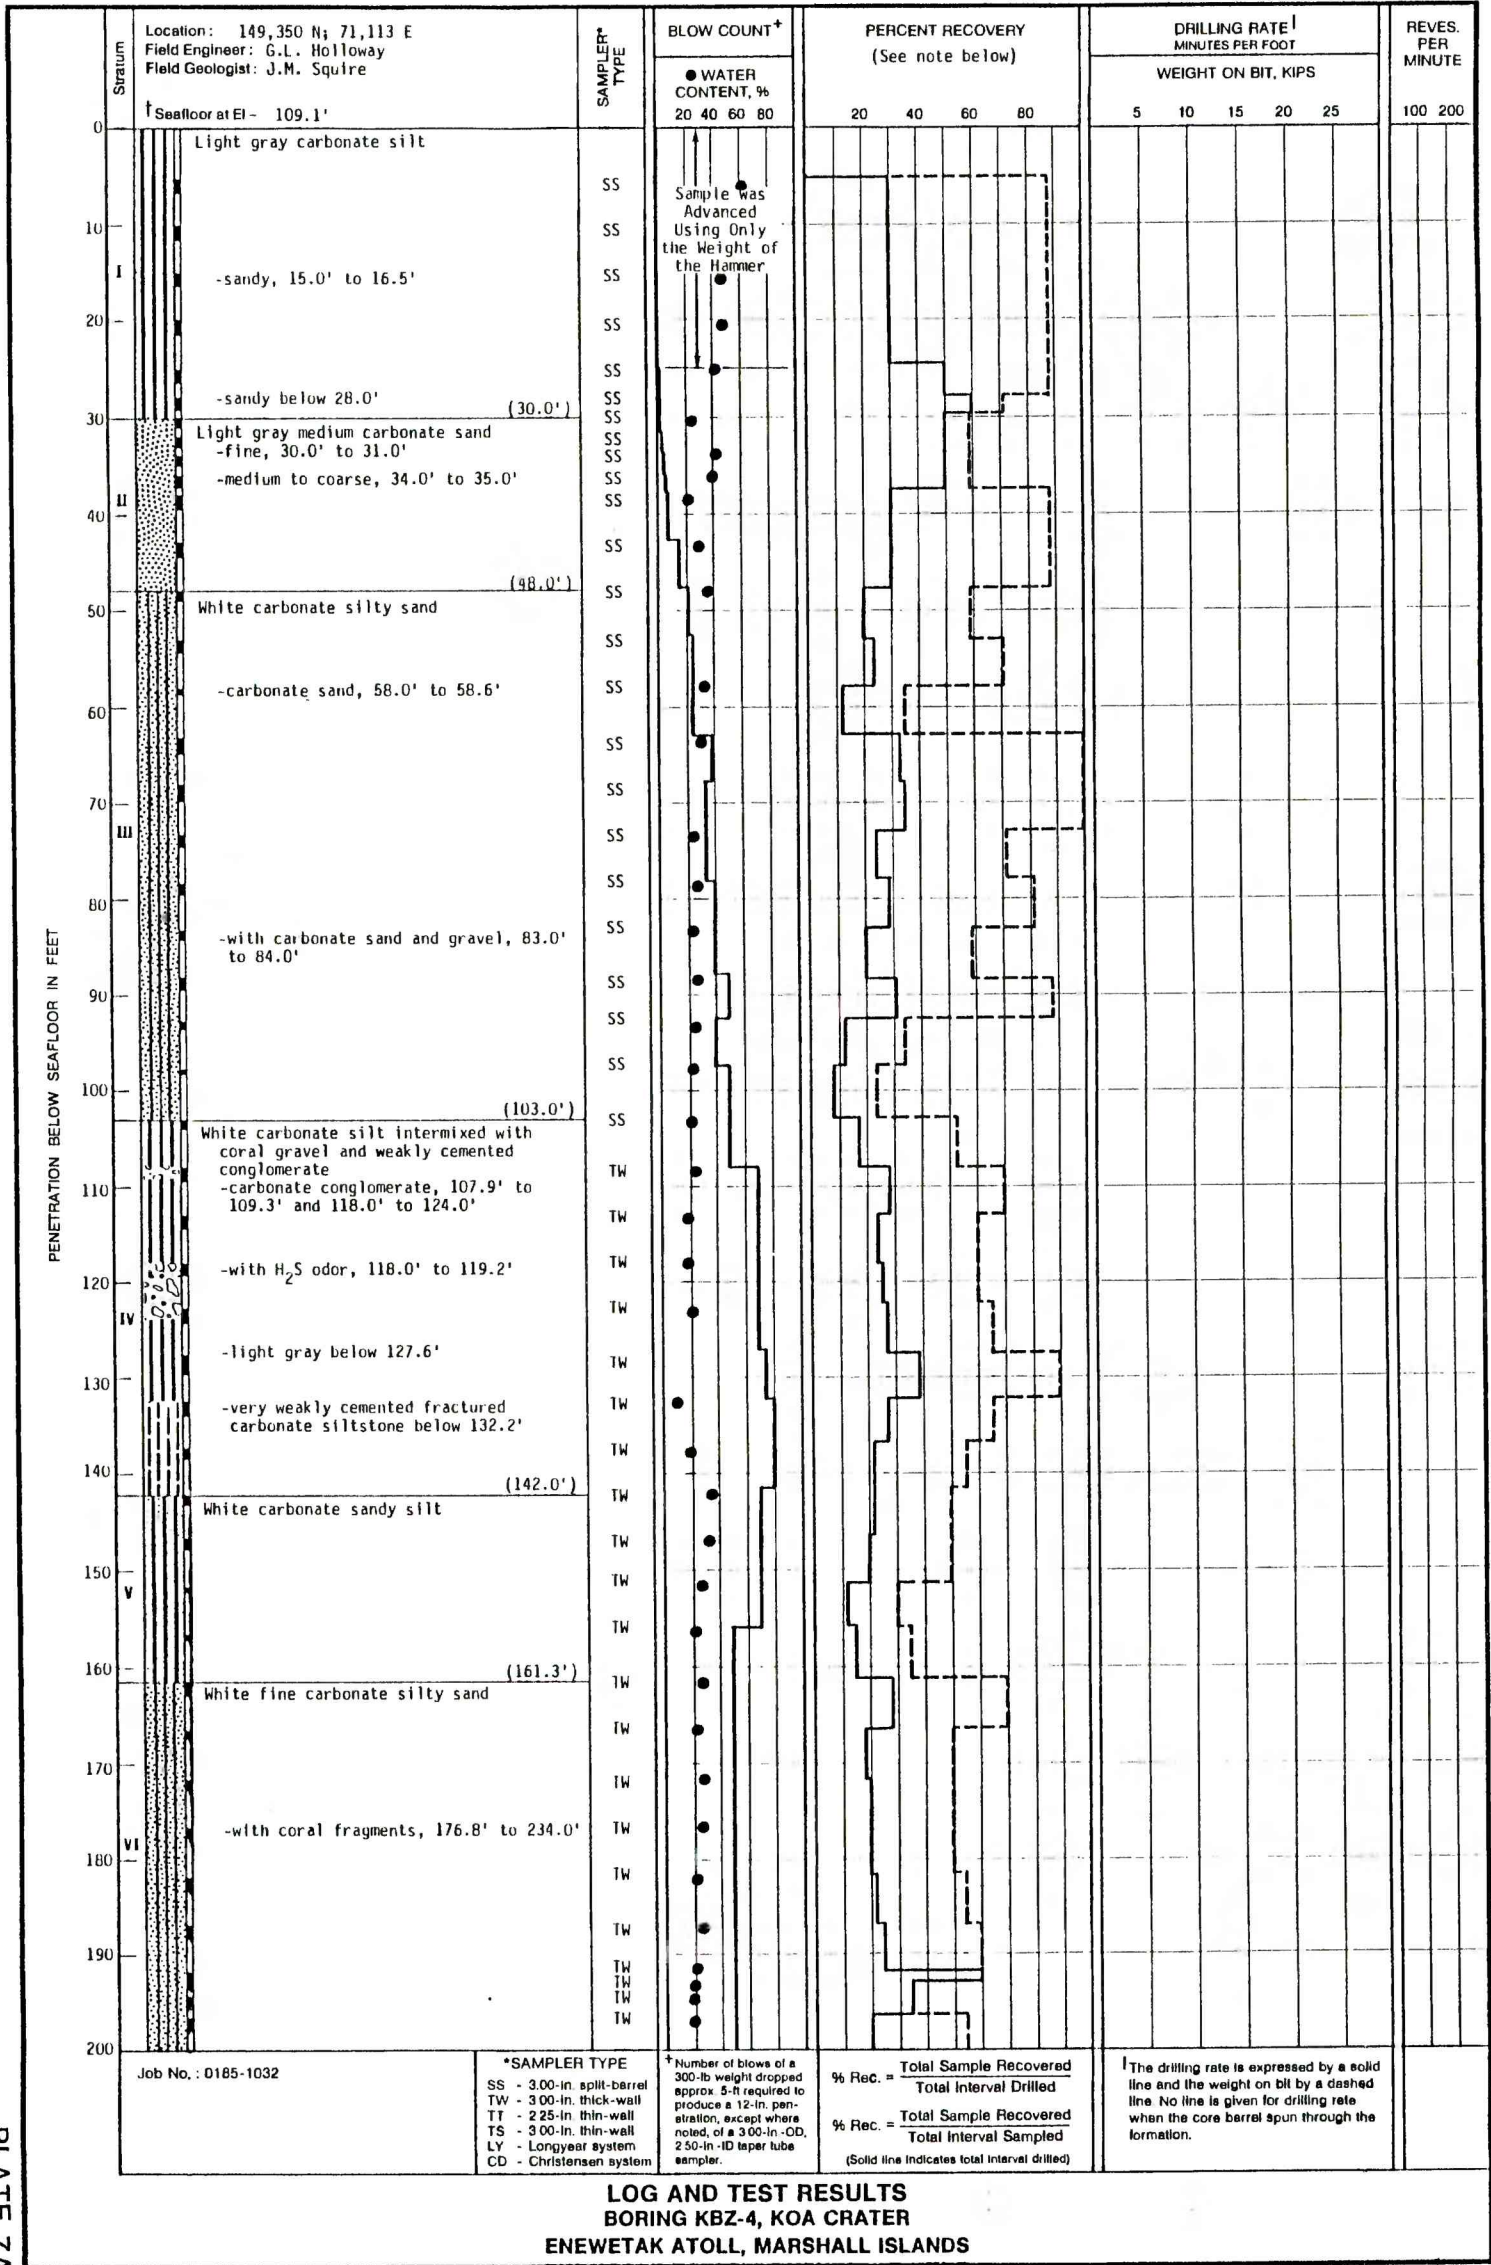 Stratum
Location: 149,350 N; 71,113 E
Field Engineer: G.L. Holloway
Field Geologist: J.M. Squire
†Seafloor at El - 109.1'
SAMPLER* TYPE
BLOW COUNT+
● WATER CONTENT, %
20 40 60 80
PERCENT RECOVERY
(See note below)
20 40 60 80
DRILLING RATE|
MINUTES PER FOOT
WEIGHT ON BIT, KIPS
5 10 15 20 25
REVES. PER MINUTE
100 200
PENETRATION BELOW SEAFLOOR IN FEET
0
Light gray carbonate silt
SS
Sample was
Advanced
Using Only
the Weight of
the Hammer
10
SS
I
-sandy, 15.0' to 16.5'
SS
20
SS
SS
-sandy below 28.0'
SS
(30.0')
SS
30
Light gray medium carbonate sand
-fine, 30.0' to 31.0'
SS
SS
-medium to coarse, 34.0' to 35.0'
SS
II
SS
40
SS
(48.0')
SS
White carbonate silty sand
50
SS
-carbonate sand, 58.0' to 58.6'
SS
60
SS
SS
70
III
SS
SS
80
SS
-with carbonate sand and gravel, 83.0'
to 84.0'
SS
90
SS
SS
100
(103.0')
SS
White carbonate silt intermixed with
coral gravel and weakly cemented
conglomerate
TW
-carbonate conglomerate, 107.9' to
109.3' and 118.0' to 124.0'
110
TW
-with H2S odor, 118.0' to 119.2'
TW
120
TW
IV
-light gray below 127.6'
TW
130
-very weakly cemented fractured
carbonate siltstone below 132.2'
TW
TW
140
(142.0')
TW
White carbonate sandy silt
TW
150
TW
V
TW
160
(161.3')
TW
White fine carbonate silty sand
TW
170
TW
-with coral fragments, 176.8' to 234.0'
TW
VI
180
TW
TW
190
TW
TW
TW
TW
200
Job No.: 0185-1032
*SAMPLER TYPE
SS - 3.00-in. split-barrel
TW - 3.00-in. thick-wall
TT - 2.25-in. thin-wall
TS - 3.00-in. thin-wall
LY - Longyear system
CD - Christensen system
+Number of blows of a
300-lb weight dropped
approx. 5-ft required to
produce a 12-in. pen-
etration, except where
noted, of a 3.00-in.-OD,
2.50-in.-ID taper tube
sampler.
% Rec. = Total Sample Recovered
Total Interval Drilled
% Rec. = Total Sample Recovered
Total Interval Sampled
(Solid line indicates total interval drilled)
|The drilling rate is expressed by a solid
line and the weight on bit by a dashed
line. No line is given for drilling rate
when the core barrel spun through the
formation.
LOG AND TEST RESULTS
BORING KBZ-4, KOA CRATER
ENEWETAK ATOLL, MARSHALL ISLANDS